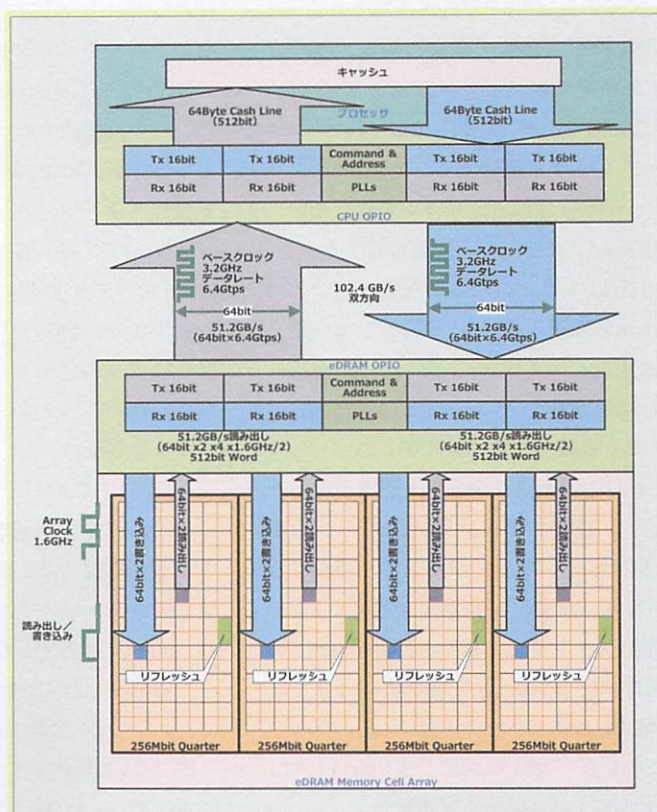 キャッシュ
64Byte Cash Line
(512bit)
プロセッサ
64Byte Cash Line
(512bit)
Tx 16bit
Tx 16bit
Command &
Address
Tx 16bit
Tx 16bit
Rx 16bit
Rx 16bit
PLLs
Rx 16bit
Rx 16bit
CPU OPIO
ベースクロック
3.2GHz
データレート
6.4Gtps
64bit
51.2GB/s
(64bit×6.4Gtps)
102.4 GB/s
双方向
ベースクロック
3.2GHz
データレート
6.4Gtps
64bit
51.2GB/s
(64bit×6.4Gtps)
eDRAM OPIO
Tx 16bit
Tx 16bit
Command &
Address
Tx 16bit
Tx 16bit
Rx 16bit
Rx 16bit
PLLs
Rx 16bit
Rx 16bit
51.2GB/s読み出し
(64bit x2 x4 x1.6GHz/2)
512bit Word
51.2GB/s読み出し
(64bit x2 x4 x1.6GHz/2)
512bit Word
Array
Clock
1.6GHz
読み出し/
書き込み
64bit×2書き込み
64bit×2読み出し
64bit×2書き込み
64bit×2読み出し
64bit×2書き込み
64bit×2読み出し
64bit×2書き込み
64bit×2読み出し
リフレッシュ
リフレッシュ
リフレッシュ
リフレッシュ
256Mbit Quarter
256Mbit Quarter
256Mbit Quarter
256Mbit Quarter
eDRAM Memory Cell Array